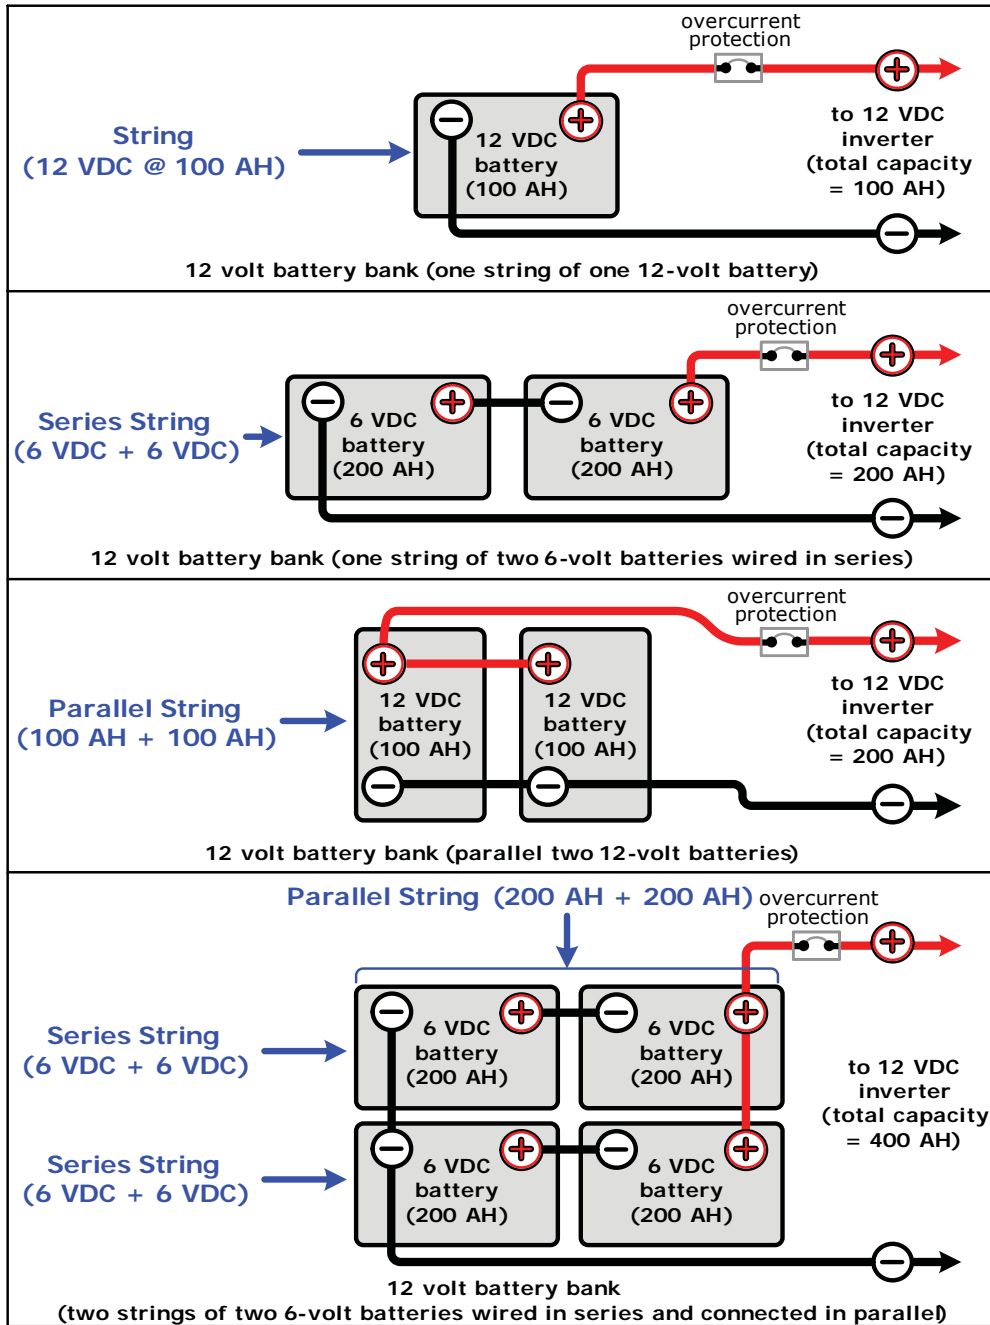 overcurrent
protection
String
(12 VDC @ 100 AH)
12 VDC
battery
(100 AH)
to 12 VDC
inverter
(total capacity
= 100 AH)
12 volt battery bank (one string of one 12-volt battery)
overcurrent
protection
Series String
(6 VDC + 6 VDC)
6 VDC
battery
(200 AH)
6 VDC
battery
(200 AH)
to 12 VDC
inverter
(total capacity
= 200 AH)
12 volt battery bank (one string of two 6-volt batteries wired in series)
overcurrent
protection
Parallel String
(100 AH + 100 AH)
12 VDC
battery
(100 AH)
12 VDC
battery
(100 AH)
to 12 VDC
inverter
(total capacity
= 200 AH)
12 volt battery bank (parallel two 12-volt batteries)
Parallel String (200 AH + 200 AH)
overcurrent
protection
Series String
(6 VDC + 6 VDC)
6 VDC
battery
(200 AH)
6 VDC
battery
(200 AH)
to 12 VDC
inverter
(total capacity
= 400 AH)
Series String
(6 VDC + 6 VDC)
6 VDC
battery
(200 AH)
6 VDC
battery
(200 AH)
12 volt battery bank
(two strings of two 6-volt batteries wired in series and connected in parallel)